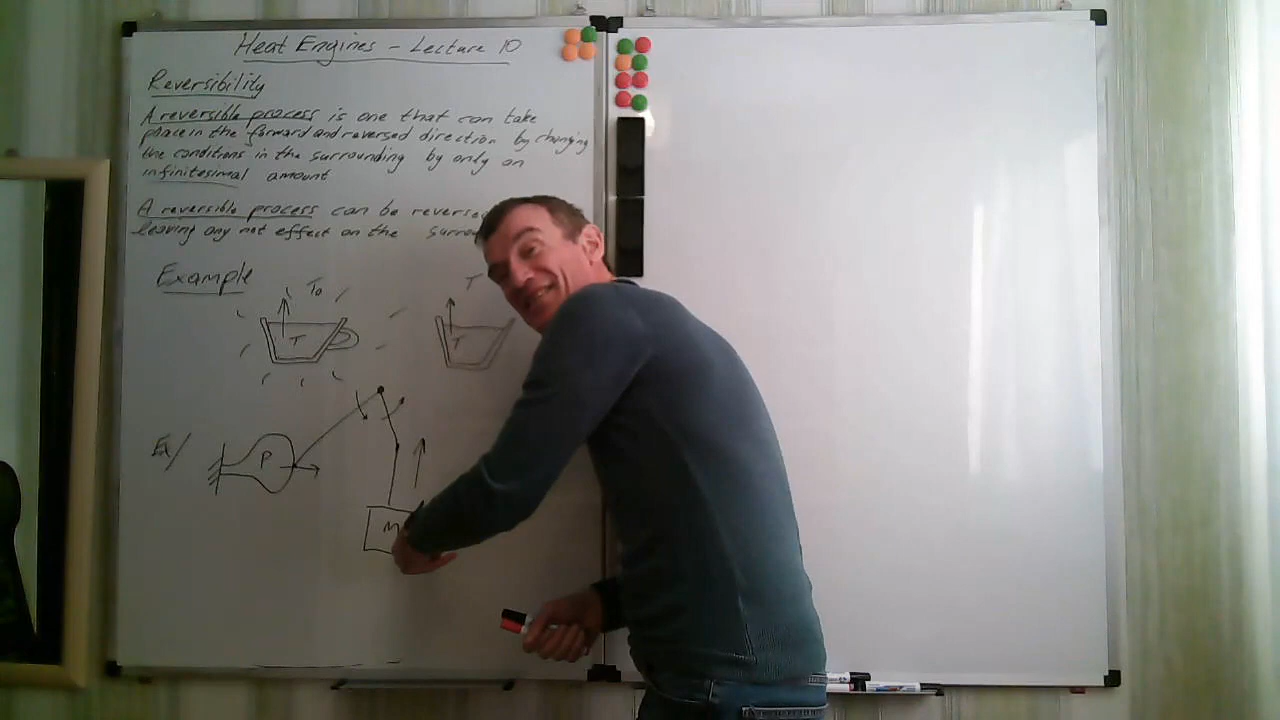 Heat Engines - Lecture 10
Reversibility
A reversible process is one that can take
place in the forward and reversed direction by changing
the conditions in the surrounding by only an
infinitesimal amount
A reversible process can be reversed
leaving any not effect on the
Example
To
T
T
T
Ex/
P
M